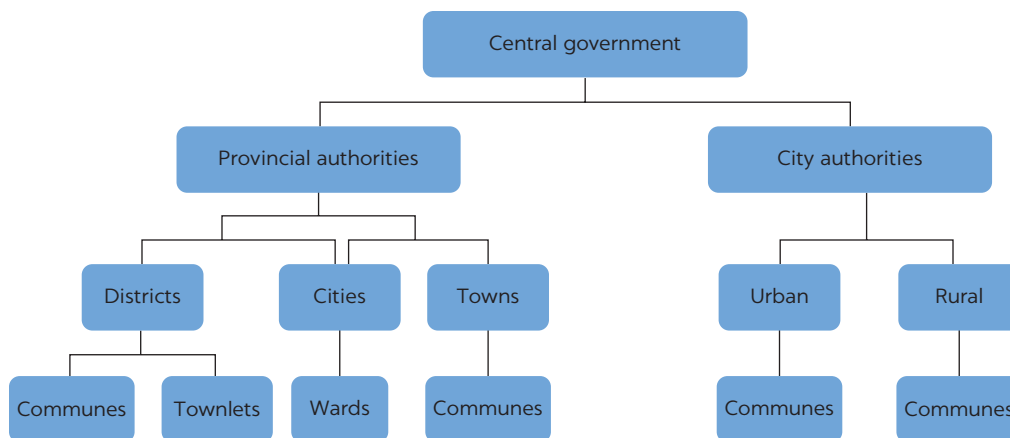 Central government
Provincial authorities
City authorities
Districts
Cities
Towns
Urban
Rural
Communes
Townlets
Wards
Communes
Communes
Communes